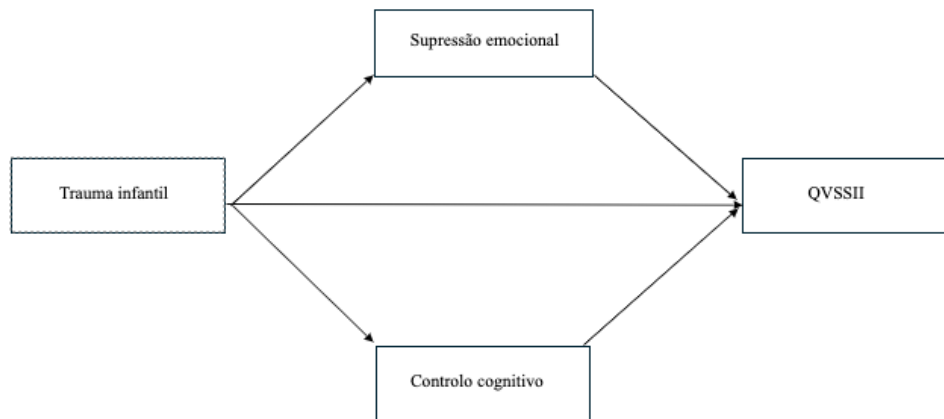 Supressão emocional
Trauma infantil
QVSSII
Controlo cognitivo